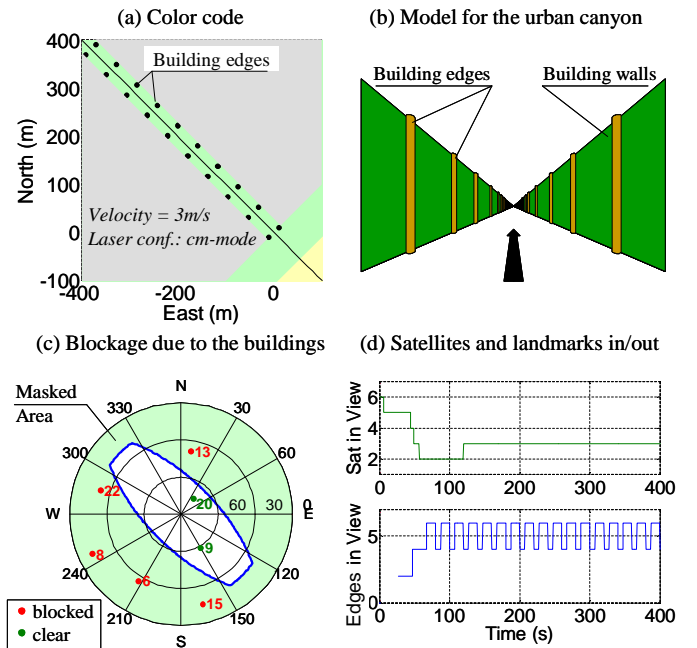 (a) Color code
400
300
200
100
0
-100
North (m)
Building edges
Velocity = 3m/s
Laser conf.: cm-mode
-400
-200
0
East (m)
(b) Model for the urban canyon
Building edges
Building walls
(c) Blockage due to the buildings
Masked
Area
N
330
30
300
60
13
22
20
60
30
0
W
E
9
8
6
15
240
120
210
150
S
blocked
clear
(d) Satellites and landmarks in/out
Sat in View
6
4
2
0
100
200
300
400
Edges in View
5
0
0
100
200
300
400
Time (s)